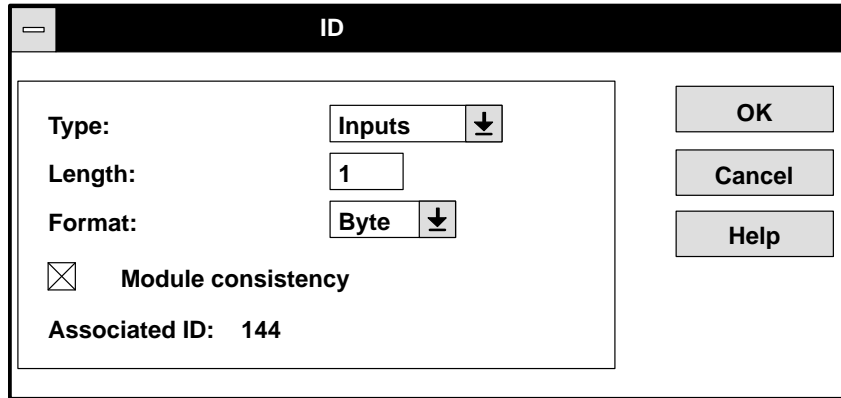 ID
Type: Inputs
Length: 1
Format: Byte
Module consistency
Associated ID: 144
OK
Cancel
Help